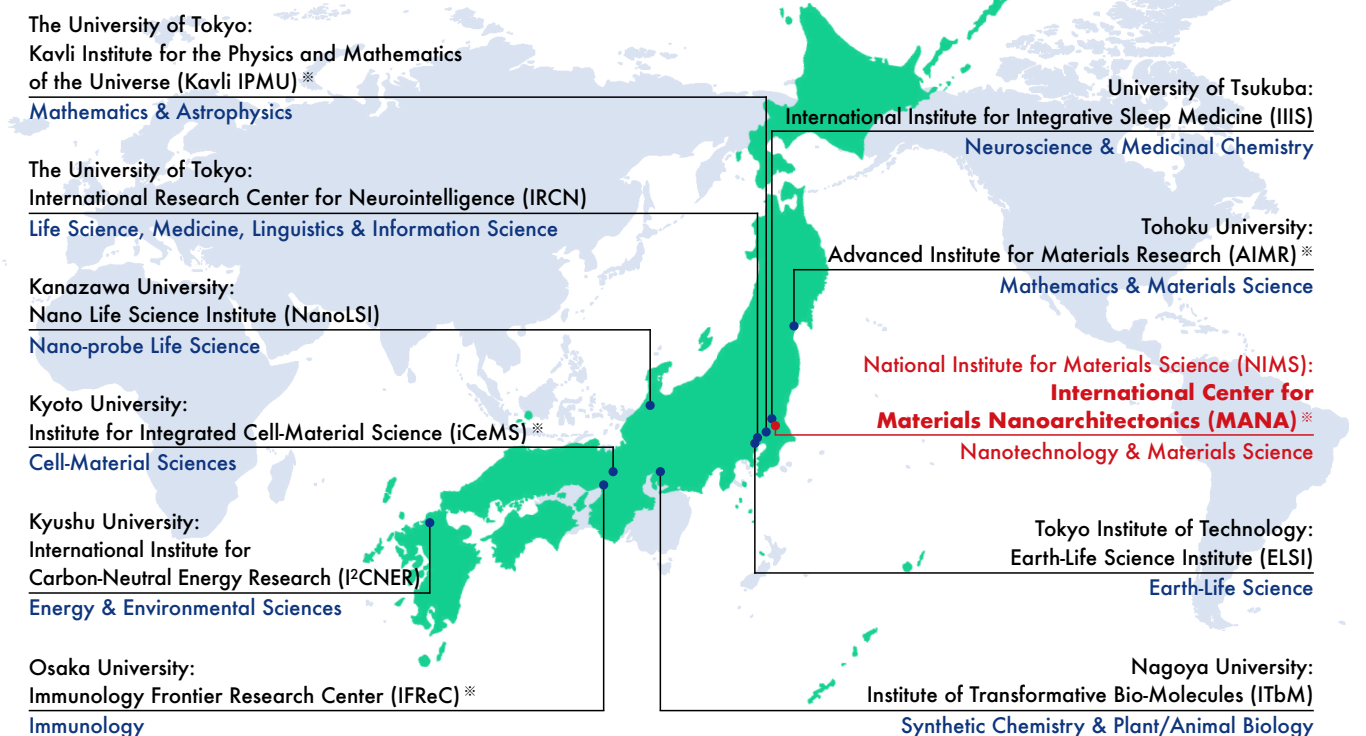 The University of Tokyo:
Kavli Institute for the Physics and Mathematics
of the Universe (Kavli IPMU)※
Mathematics & Astrophysics
The University of Tokyo:
International Research Center for Neurointelligence (IRCN)
Life Science, Medicine, Linguistics & Information Science
Kanazawa University:
Nano Life Science Institute (NanoLSI)
Nano-probe Life Science
Kyoto University:
Institute for Integrated Cell-Material Science (iCeMS)※
Cell-Material Sciences
Kyushu University:
International Institute for
Carbon-Neutral Energy Research (I²CNER)
Energy & Environmental Sciences
Osaka University:
Immunology Frontier Research Center (IFReC)※
Immunology
University of Tsukuba:
International Institute for Integrative Sleep Medicine (IIIS)
Neuroscience & Medicinal Chemistry
Tohoku University:
Advanced Institute for Materials Research (AIMR)※
Mathematics & Materials Science
National Institute for Materials Science (NIMS):
International Center for
Materials Nanoarchitectonics (MANA)※
Nanotechnology & Materials Science
Tokyo Institute of Technology:
Earth-Life Science Institute (ELSI)
Earth-Life Science
Nagoya University:
Institute of Transformative Bio-Molecules (ITbM)
Synthetic Chemistry & Plant/Animal Biology